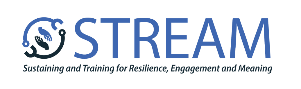 STREAM
Sustaining and Training for Resilience, Engagement and Meaning